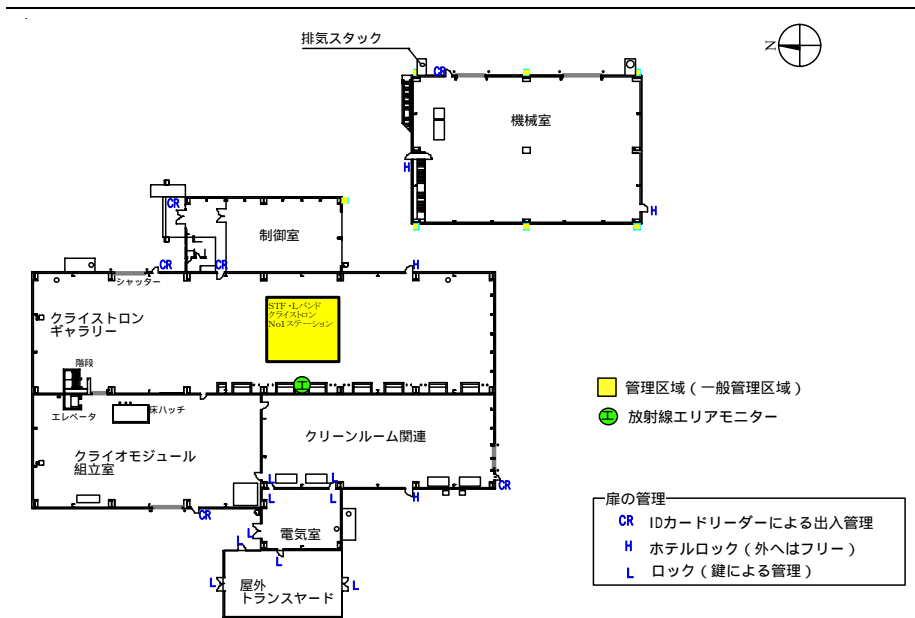 排気スタック
N
CR
機械室
H
H
CR
制御室
CR
CR
H
シャッター
STF・Lバンド
クライストロン
No1ステーション
クライストロン
ギャラリー
階段
エレベータ
床ハッチ
エ
管理区域（一般管理区域）
エ
放射線エリアモニター
クリーンルーム関連
クライオモジュール
組立室
L
L
L
L
CR
H
CR
扉の管理
CR IDカードリーダーによる出入管理
H ホテルロック（外へはフリー）
L ロック（鍵による管理）
電気室
L
L
L
屋外
トランスヤード
L
L